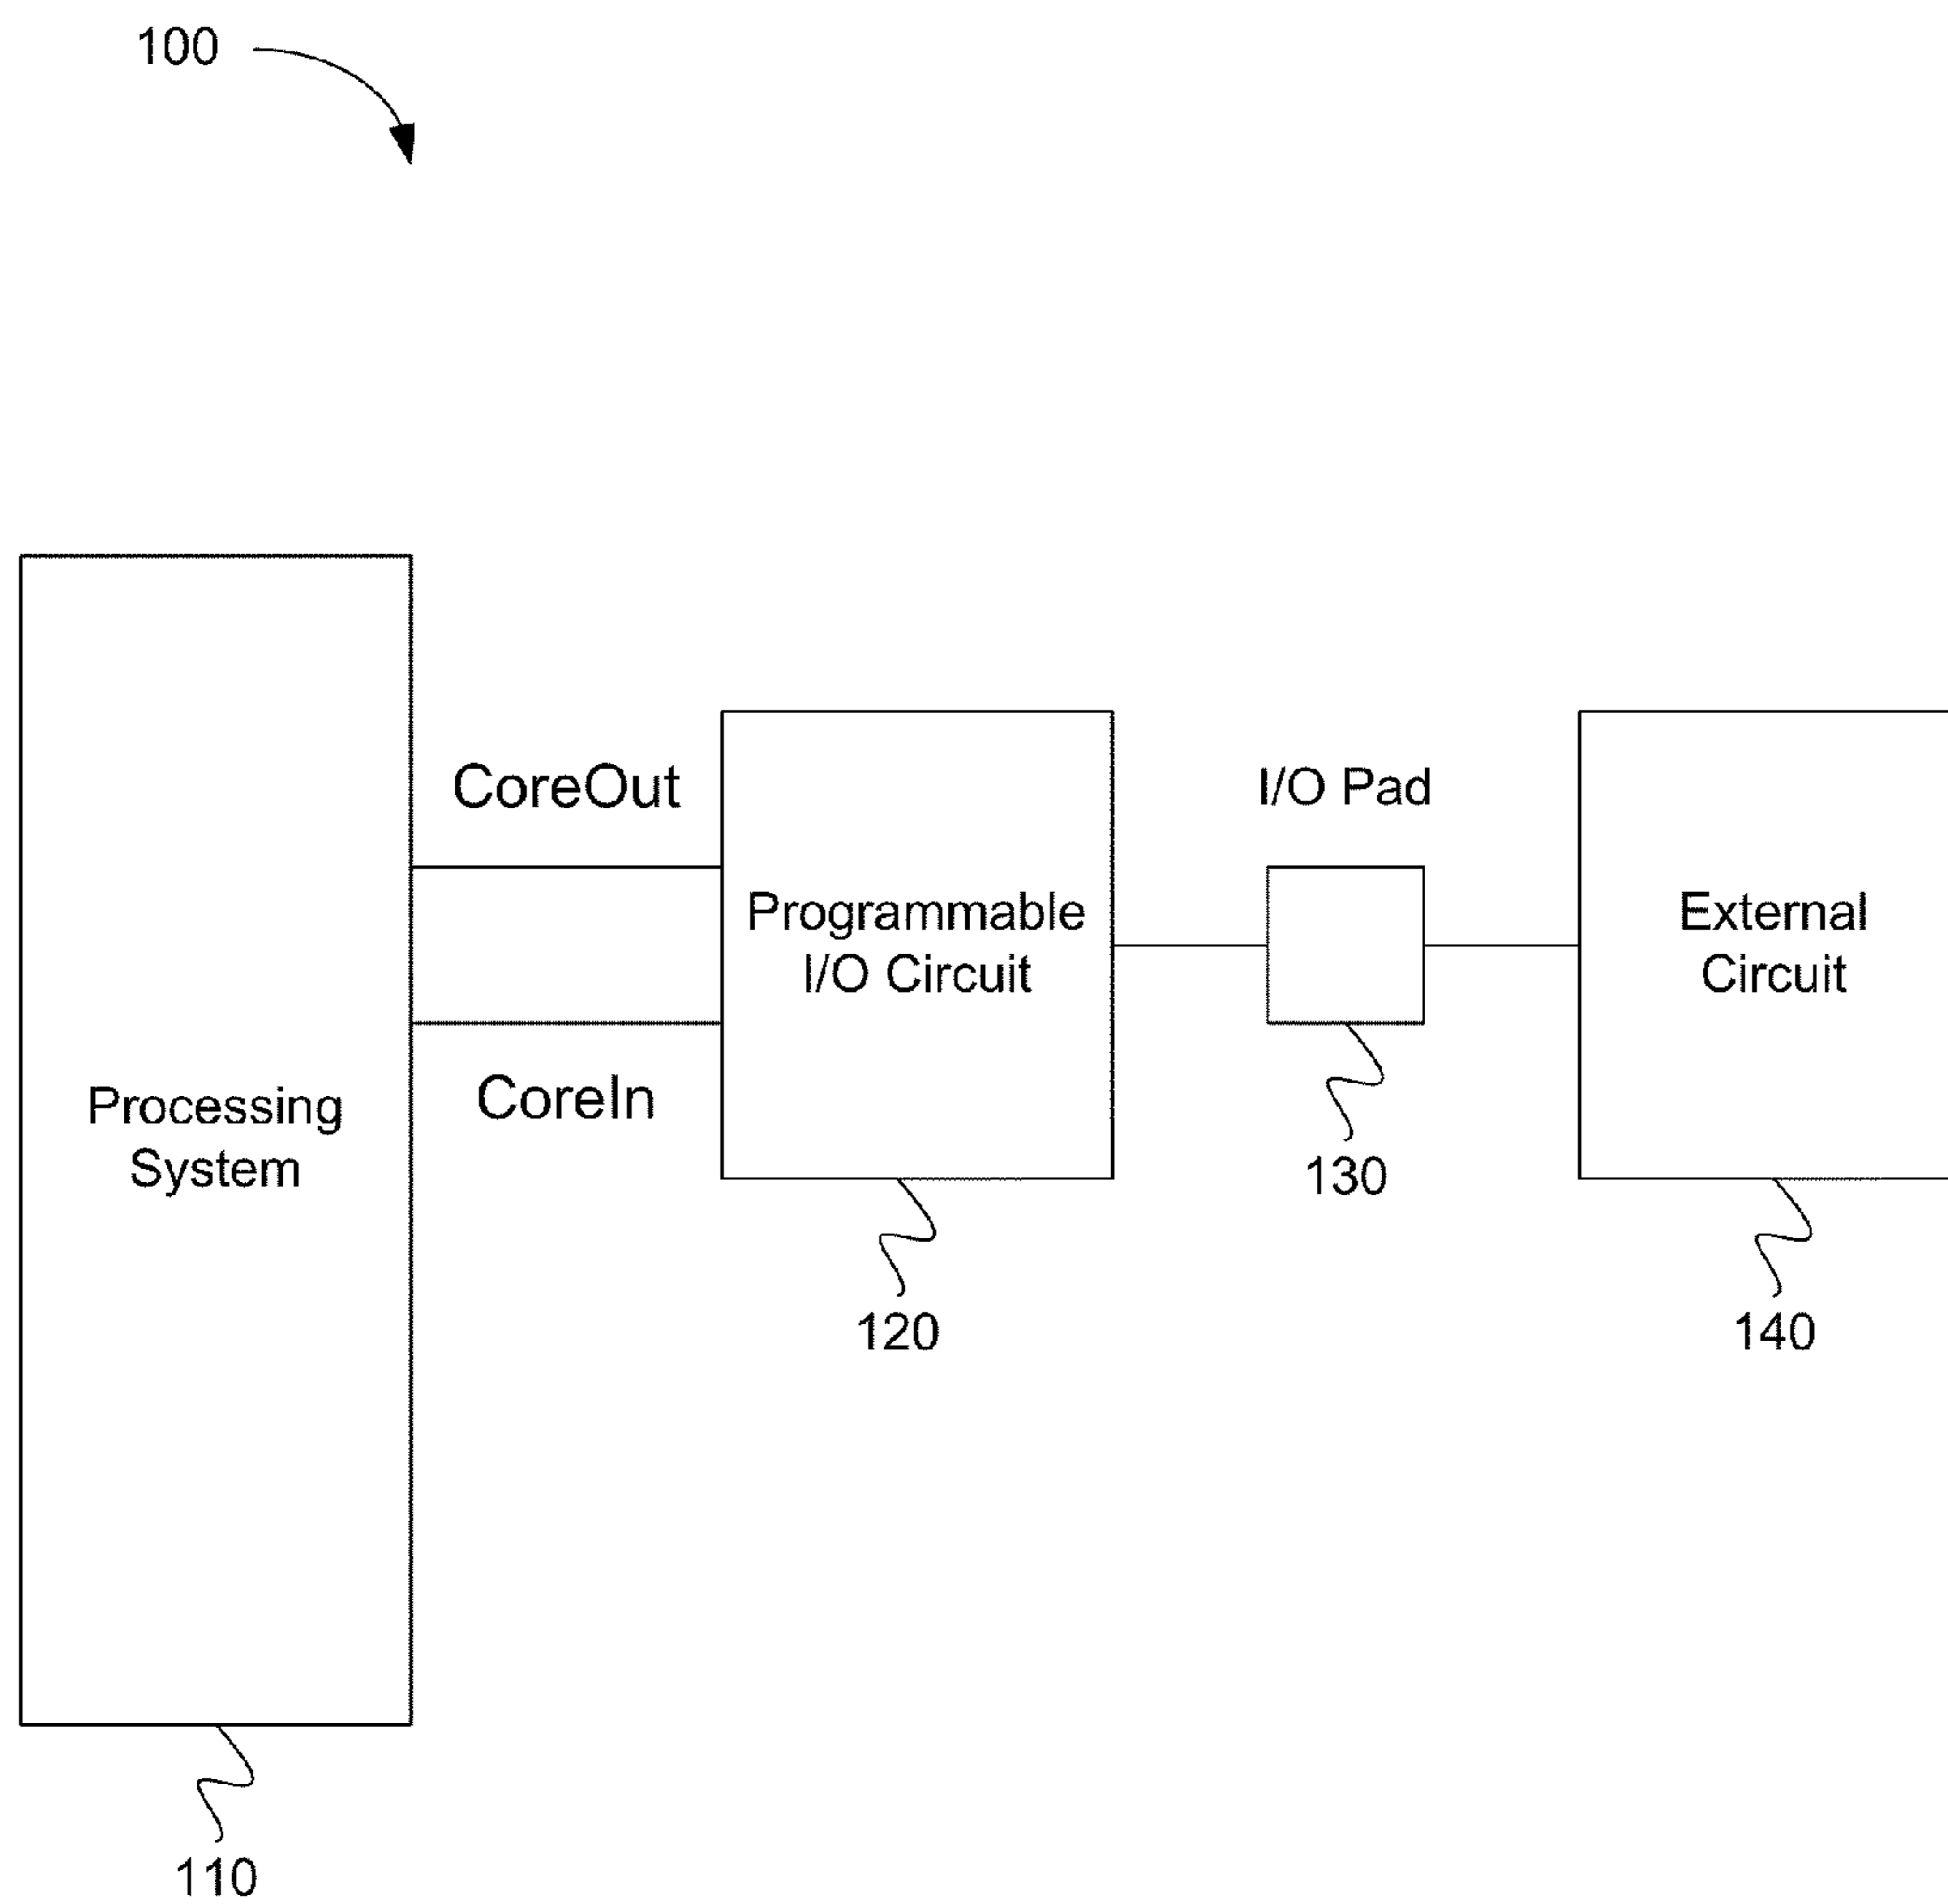 100
CoreOut
I/O Pad
Programmable
I/O Circuit
External
Circuit
CoreIn
Processing
System
130
120
140
110